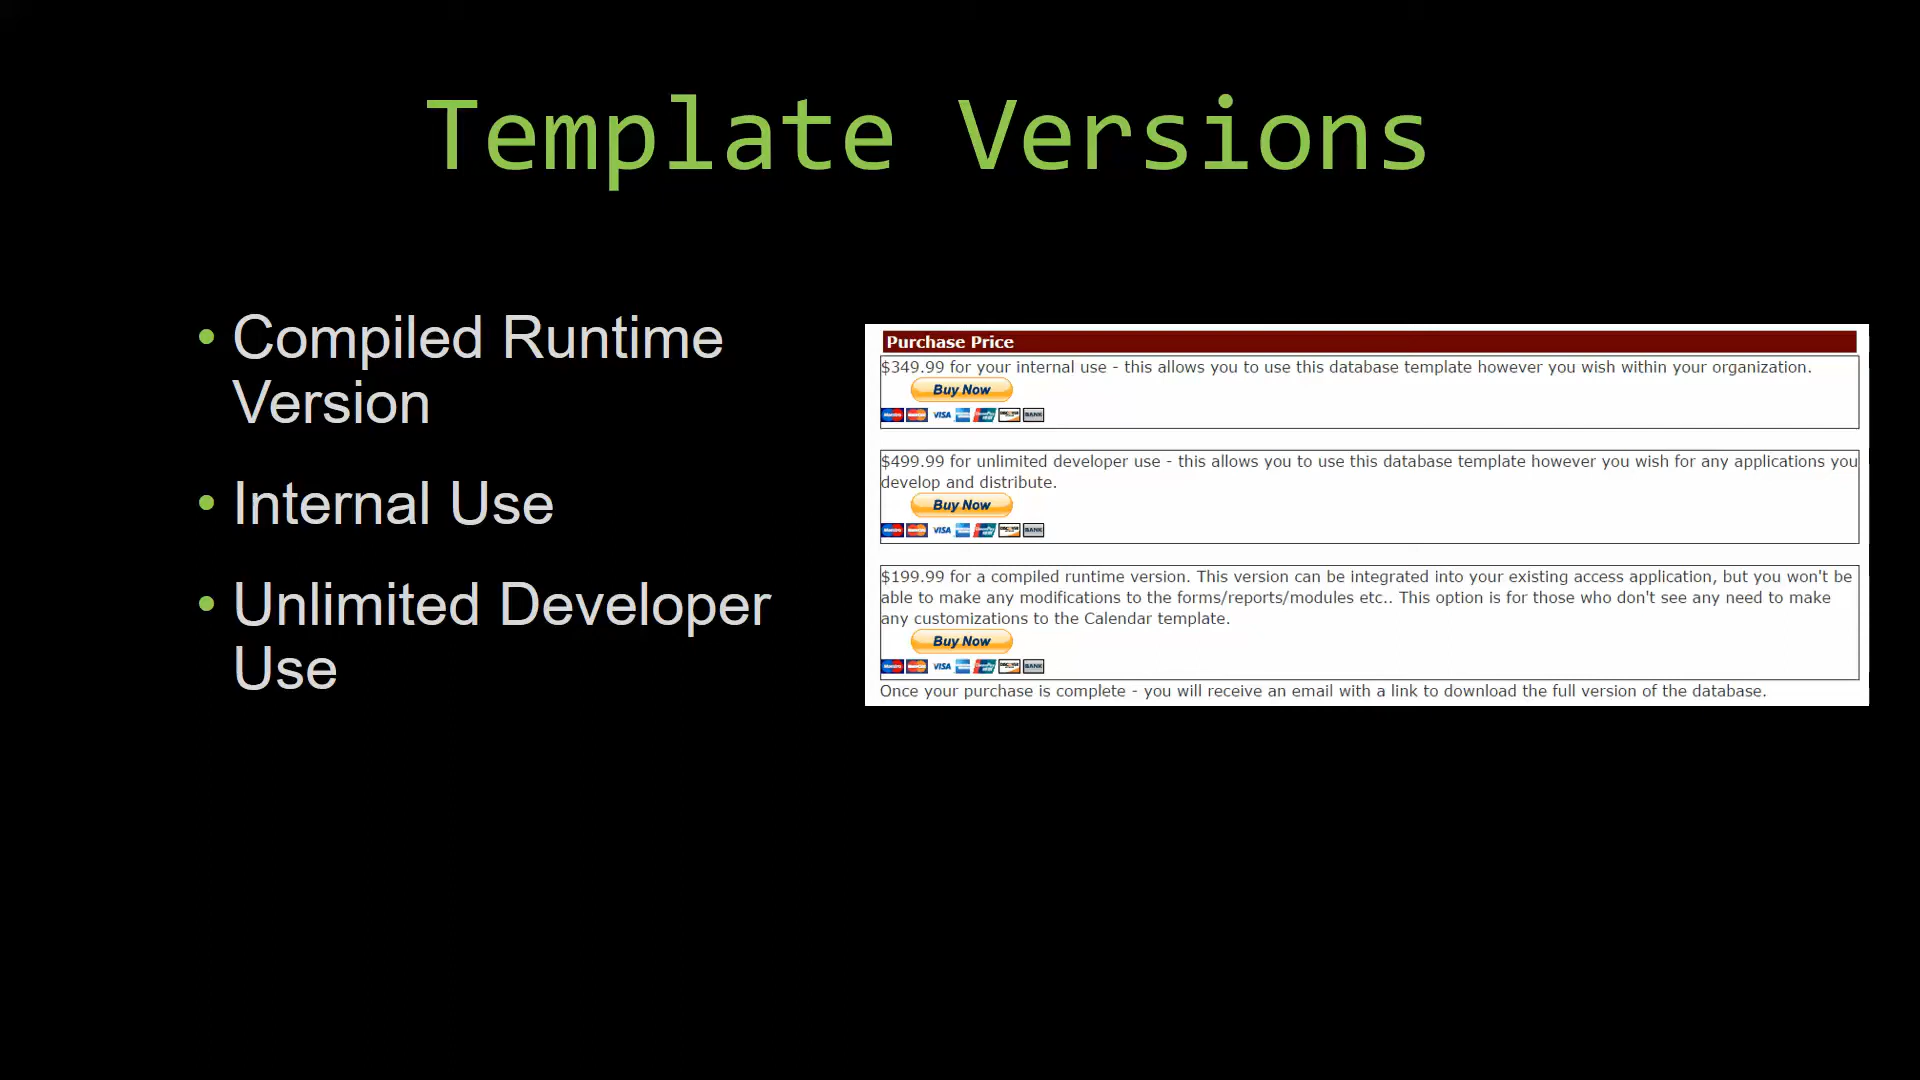 Template Versions
• Compiled Runtime
Version
• Internal Use
• Unlimited Developer
Use
Purchase Price
$349.99 for your internal use - this allows you to use this database template however you wish within your organization.
Buy Now
VISA BANK
$499.99 for unlimited developer use - this allows you to use this database template however you wish for any applications you
develop and distribute.
Buy Now
VISA BANK
$199.99 for a compiled runtime version. This version can be integrated into your existing access application, but you won't be
able to make any modifications to the forms/reports/modules etc.. This option is for those who don't see any need to make
any customizations to the Calendar template.
Buy Now
VISA BANK
Once your purchase is complete - you will receive an email with a link to download the full version of the database.